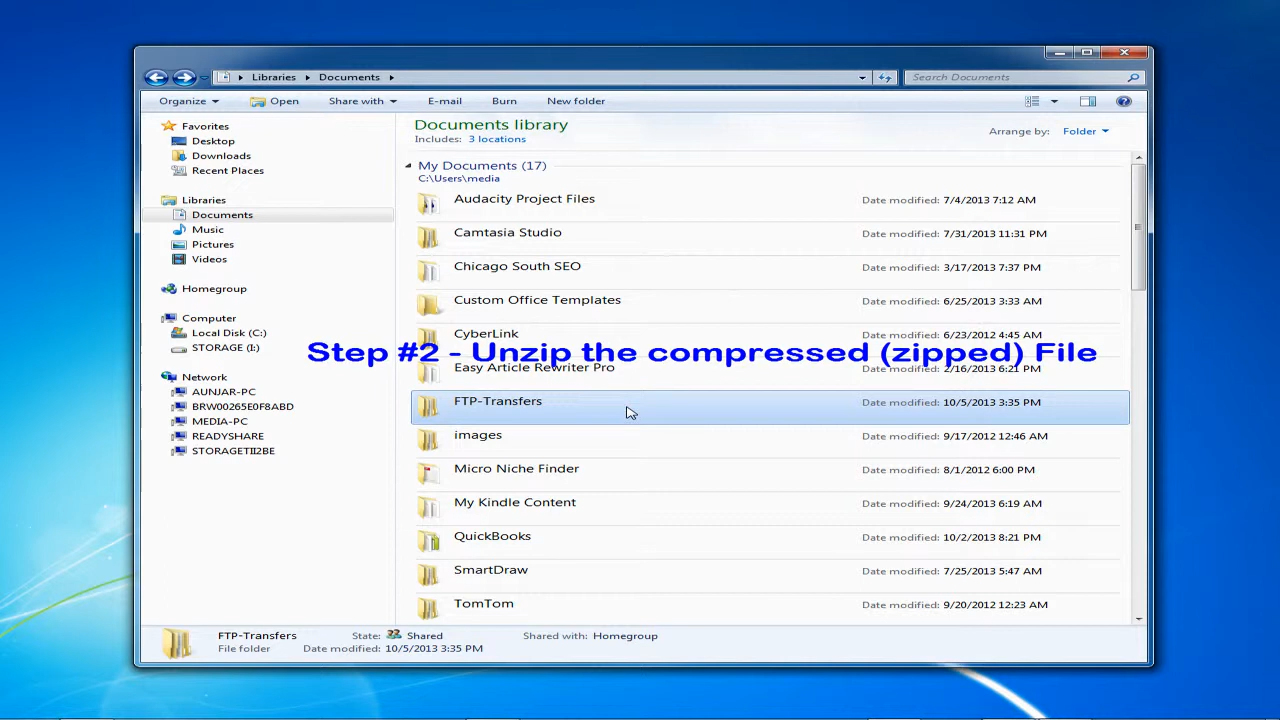 Libraries Documents Search Documents
Organize Open Share with E-mail Burn New folder
Favorites
Desktop
Downloads
Recent Places
Libraries
Documents
Music
Pictures
Videos
Homegroup
Computer
Local Disk (C:)
STORAGE (I:)
Network
AUNJAR-PC
BRW00265E0F8ABD
MEDIA-PC
READYSHARE
STORAGETII2BE
Documents library
Includes: 3 locations
Arrange by: Folder
My Documents (17)
C:\Users\media
Audacity Project Files Date modified: 7/4/2013 7:12 AM
Camtasia Studio Date modified: 7/31/2013 11:31 PM
Chicago South SEO Date modified: 3/17/2013 7:37 PM
Custom Office Templates Date modified: 6/25/2013 3:33 AM
CyberLink Date modified: 6/23/2012 4:45 AM
Step #2 - Unzip the compressed (zipped) File
Easy Article Rewriter Pro Date modified: 2/16/2013 6:21 PM
FTP-Transfers Date modified: 10/5/2013 3:35 PM
images Date modified: 9/17/2012 12:46 AM
Micro Niche Finder Date modified: 8/1/2012 6:00 PM
My Kindle Content Date modified: 9/24/2013 6:19 AM
QuickBooks Date modified: 10/2/2013 8:21 PM
SmartDraw Date modified: 7/25/2013 5:47 AM
TomTom Date modified: 9/20/2012 12:23 AM
FTP-Transfers State: Shared Shared with: Homegroup
File folder Date modified: 10/5/2013 3:35 PM